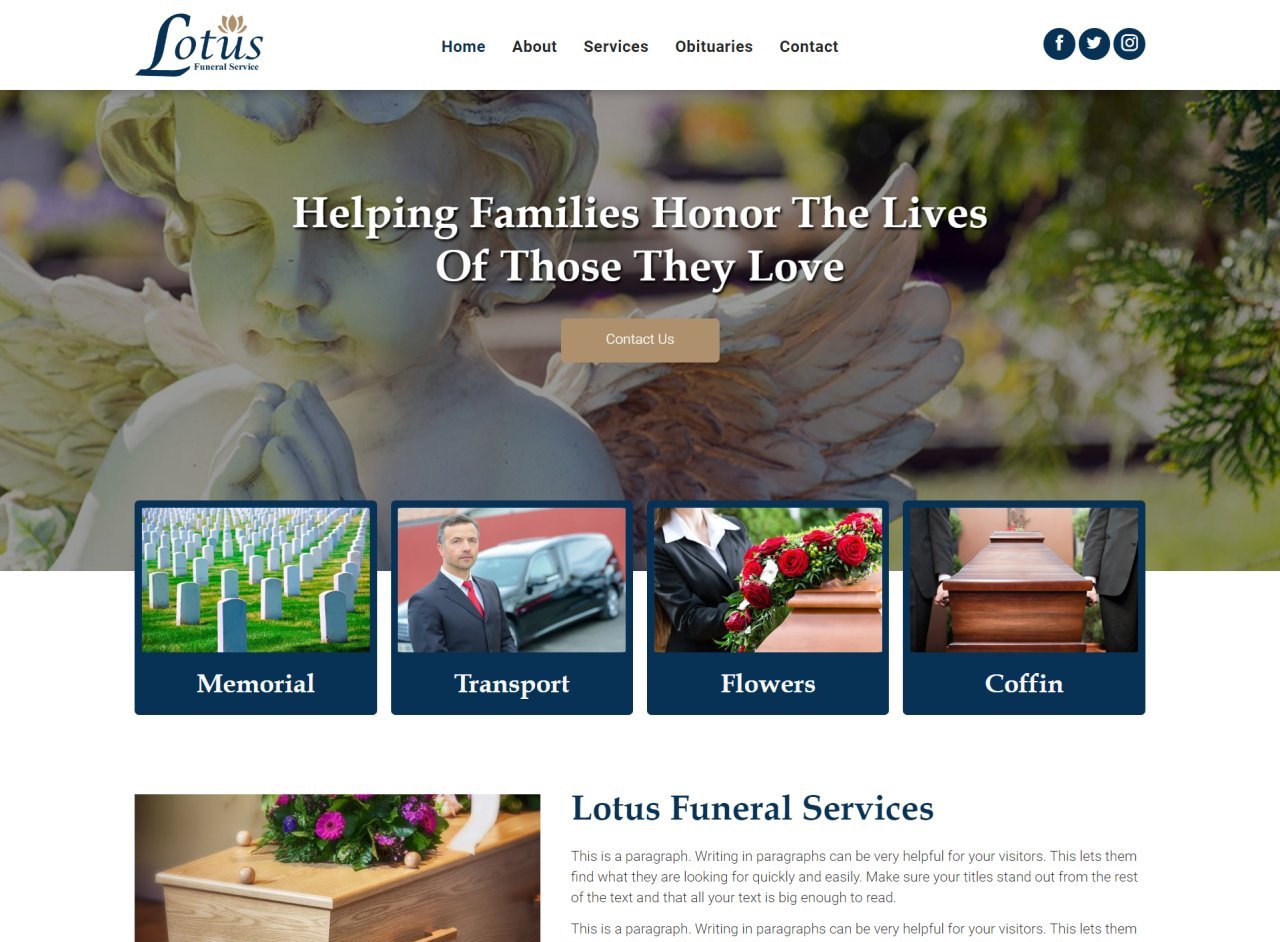 Lotus
Funeral Service
Home About Services Obituaries Contact
Helping Families Honor The Lives
Of Those They Love
Contact Us
Memorial Transport Flowers Coffin
Lotus Funeral Services
This is a paragraph. Writing in paragraphs can be very helpful for your visitors. This lets them
find what they are looking for quickly and easily. Make sure your titles stand out from the rest
of the text and that all your text is big enough to read.
This is a paragraph. Writing in paragraphs can be very helpful for your visitors. This lets them